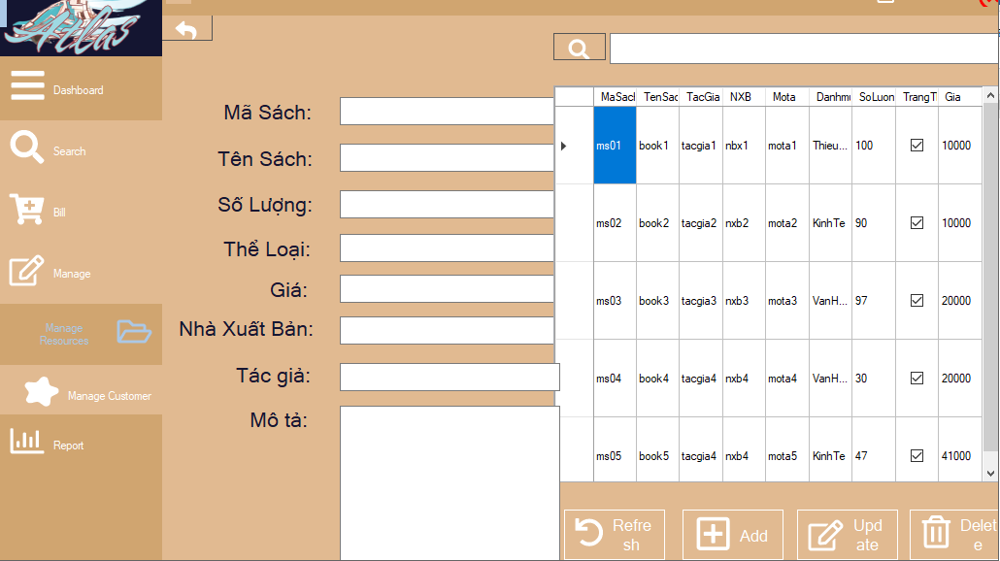 Atlas
Dashboard
Search
Bill
Manage
Manage
Resources
Manage Customer
Report
Mã Sách:
Tên Sách:
Số Lượng:
Thể Loại:
Giá:
Nhà Xuất Bản:
Tác giả:
Mô tả:
MaSach TenSac TacGia NXB Mota Danhmu SoLuon TrangT Gia
ms01 book1 tacgia1 nbx1 mota1 Thieu... 100 10000
ms02 book2 tacgia2 nxb2 mota2 KinhTe 90 10000
ms03 book3 tacgia3 nxb3 mota3 VanH... 97 20000
ms04 book4 tacgia4 nxb4 mota4 VanH... 30 20000
ms05 book5 tacgia4 nxb4 mota5 KinhTe 47 41000
Refre
sh
Add
Upd
ate
Delet
e